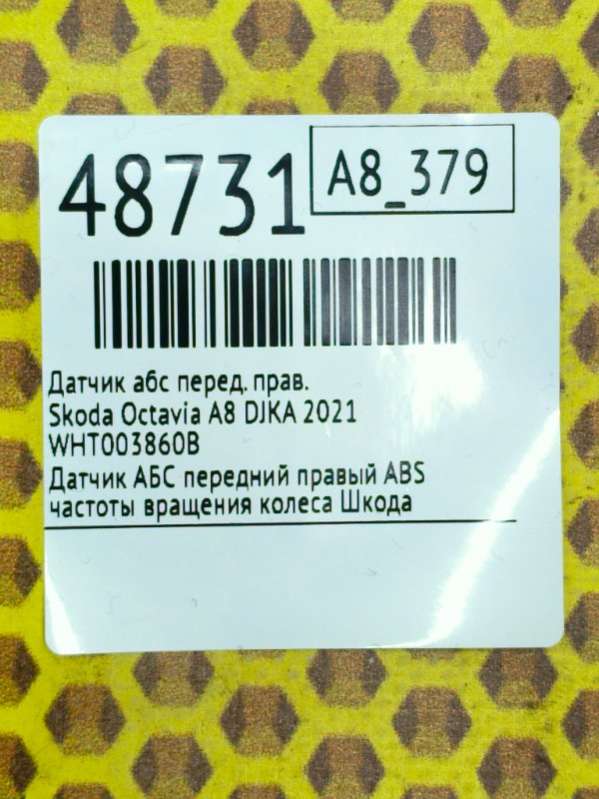 48731
A8_379
Датчик абс перед. прав.
Skoda Octavia A8 DJKA 2021
WHT003860B
Датчик АБС передний правый ABS
частоты вращения колеса Шкода